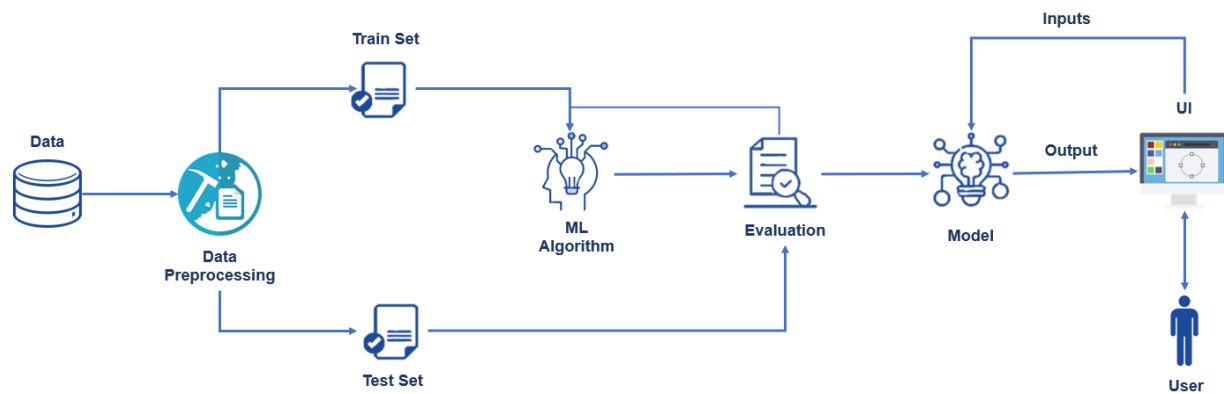 Inputs
Train Set
UI
Data
Output
ML
Algorithm
Evaluation
Model
Data
Preprocessing
Test Set
User